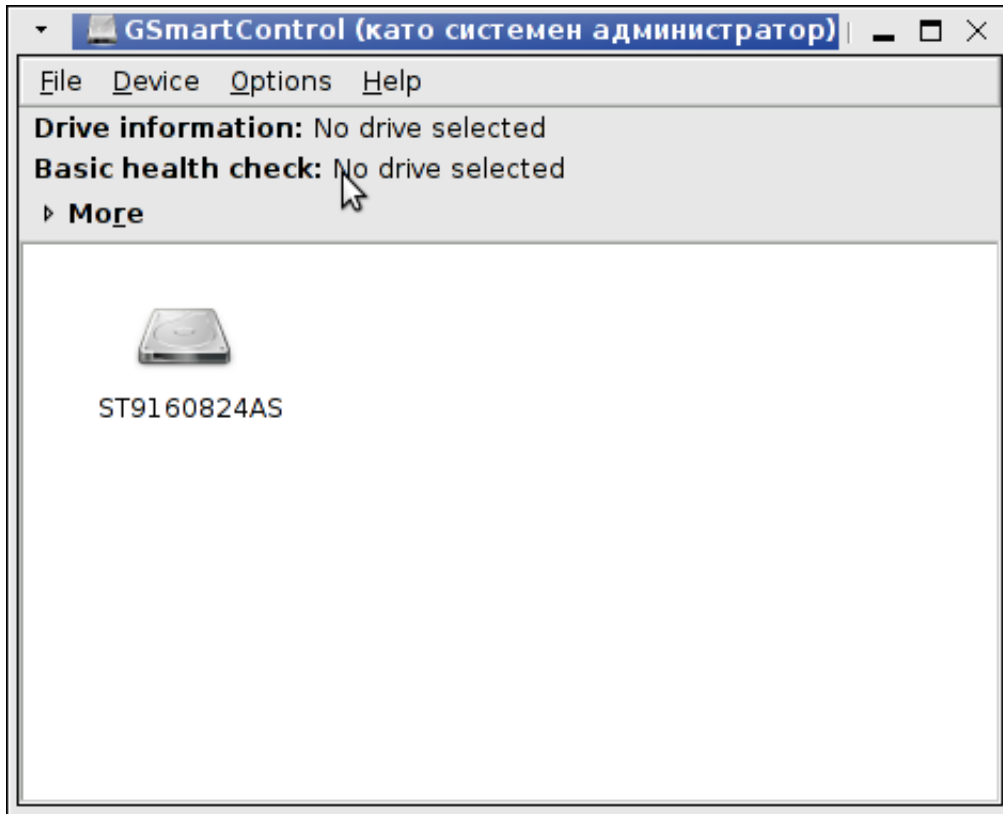 GSmartControl (като системен администратор)
File Device Options Help
Drive information: No drive selected
Basic health check: No drive selected
More
ST9160824AS